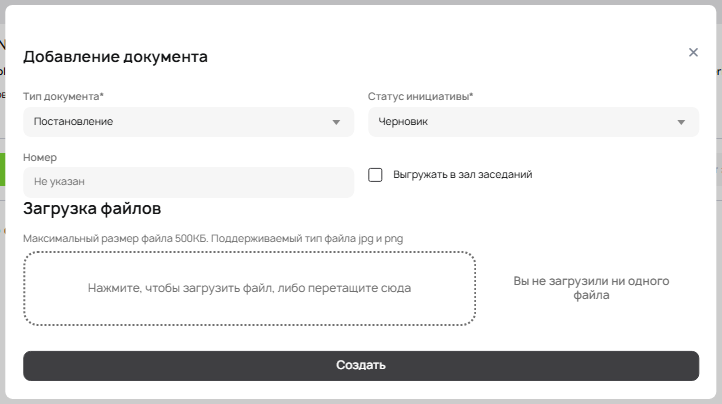 Добавление документа
Тип документа*
Статус инициативы*
Постановление
Черновик
Номер
Не указан
Выгружать в зал заседаний
Загрузка файлов
Максимальный размер файла 500КБ. Поддерживаемый тип файла jpg и png
Нажмите, чтобы загрузить файл, либо перетащите сюда
Вы не загрузили ни одного
файла
Создать